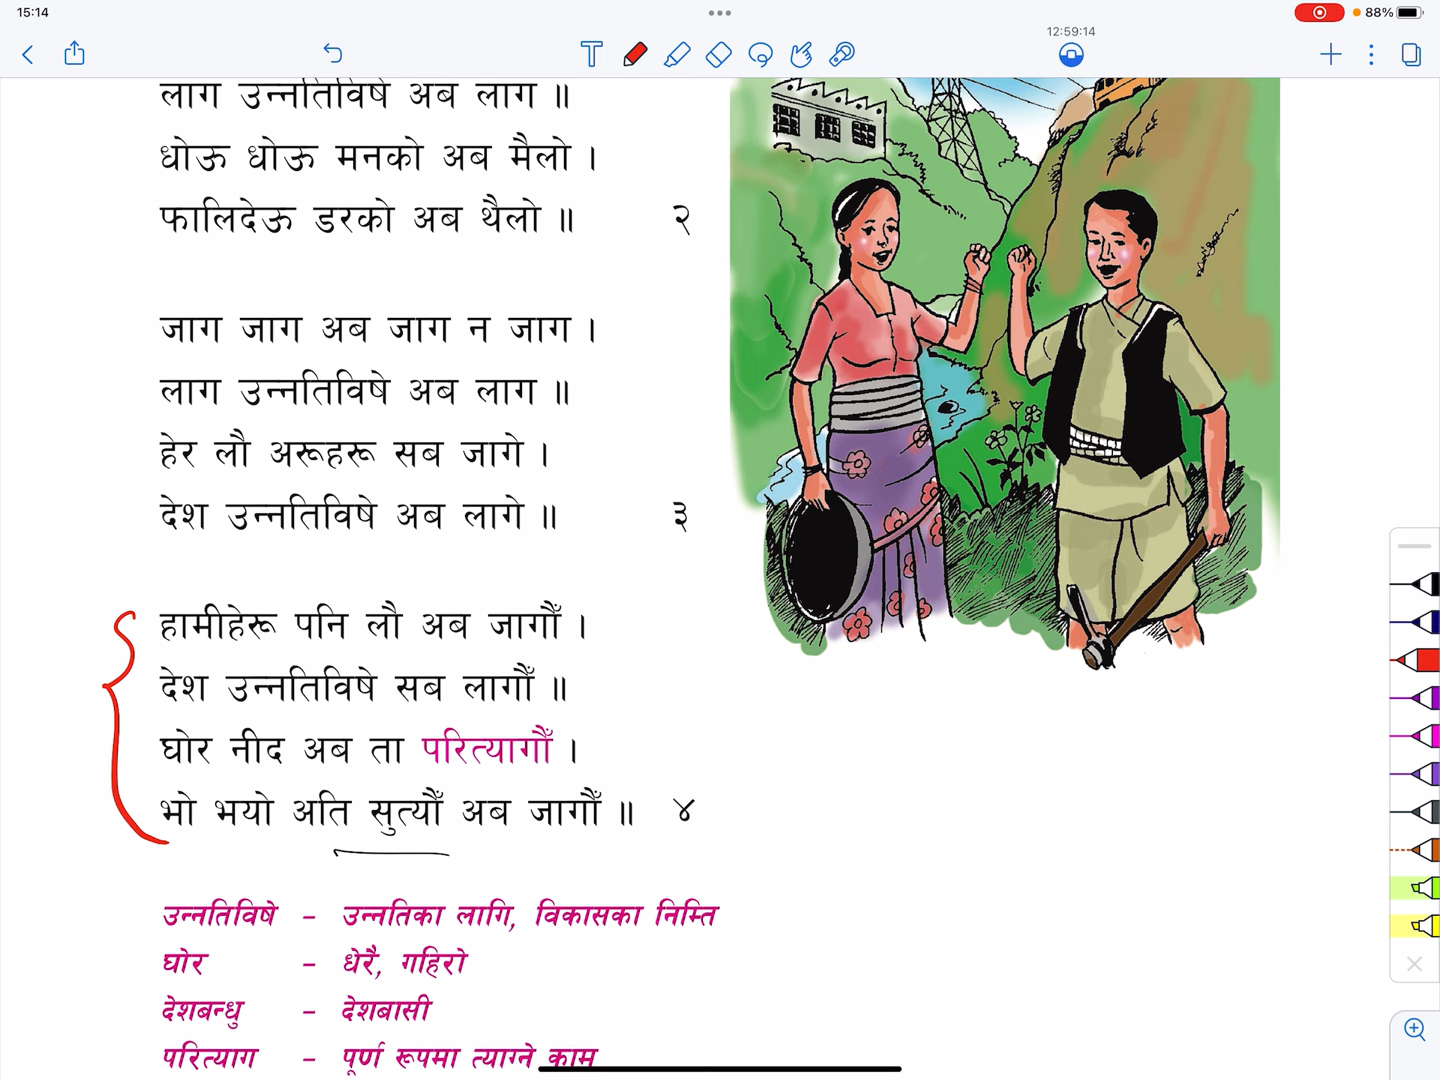 15:14
88%
12:59:14
लाग उन्नतिविषे अब लाग ॥
धोऊ धोऊ मनको अब मैलो ।
फालिदेऊ डरको अब थैलो ॥ २
जाग जाग अब जाग न जाग ।
लाग उन्नतिविषे अब लाग ॥
हेर लौ अरूहरू सब जागे ।
देश उन्नतिविषे अब लागे ॥ ३
हामीहेरू पनि लौ अब जागौँ ।
देश उन्नतिविषे सब लागौँ ॥
घोर नीद अब ता परित्यागौँ ।
भो भयो अति सुत्यौँ अब जागौँ ॥ ४
उन्नतिविषे – उन्नतिका लागि, विकासका निम्ति
घोर – धेरै, गहिरो
देशबन्धु – देशबासी
परित्याग – पूर्ण रूपमा त्याग्ने काम